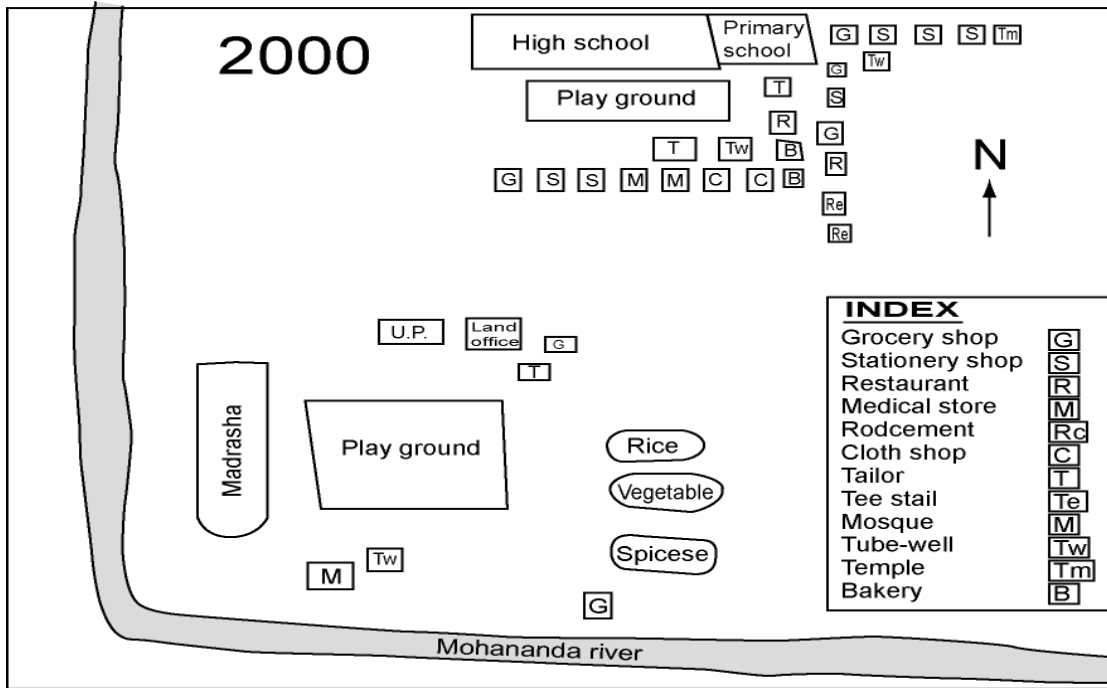 2000
High school
Primary
school
Play ground
G S S S Tm
Tw
G
T
S
R
G
T Tw B
R
G S S M M C C B
Re
Re
N
U.P.
Land
office
G
T
Madrasha
Play ground
Rice
Vegetable
Spicese
M
Tw
G
Mohananda river
INDEX
Grocery shop G
Stationery shop S
Restaurant R
Medical store M
Rodcement Rc
Cloth shop C
Tailor T
Tee stail Te
Mosque M
Tube-well Tw
Temple Tm
Bakery B